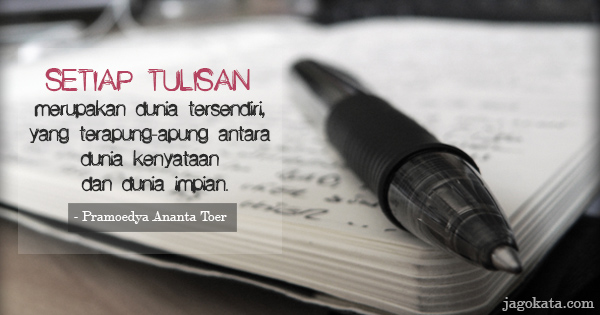 SETIAP TULISAN
merupakan dunia tersendiri,
yang terapung-apung antara
dunia kenyataan
dan dunia impian.
- Pramoedya Ananta Toer
jagokata.com